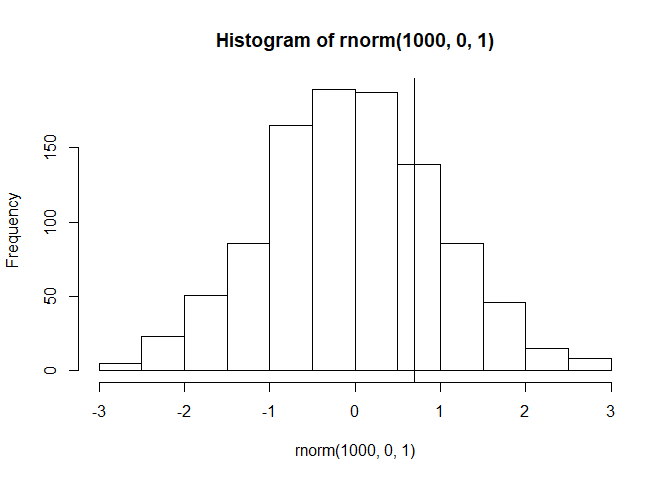 Histogram of rnorm(1000, 0, 1)
Frequency
150
100
50
0
-3 -2 -1 0 1 2 3
rnorm(1000, 0, 1)